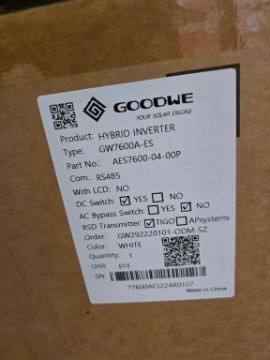 GOODWE
YOUR SOLAR ENGINE
Product: HYBRID INVERTER
Type: GW7600A-ES
Part No.: AES7600-04-00P
Com.: RS485
With LCD: NO
DC Switch: ☑ YES ☐ NO
AC Bypass Switch: ☐ YES ☑ NO
RSD Transmitter: ☑ TIGO ☐ APsystems
Order: GW292220101-ODM-SZ
Color: WHITE
Quantity: 1
Unit: pcs
77600AES224R0107
Made in China